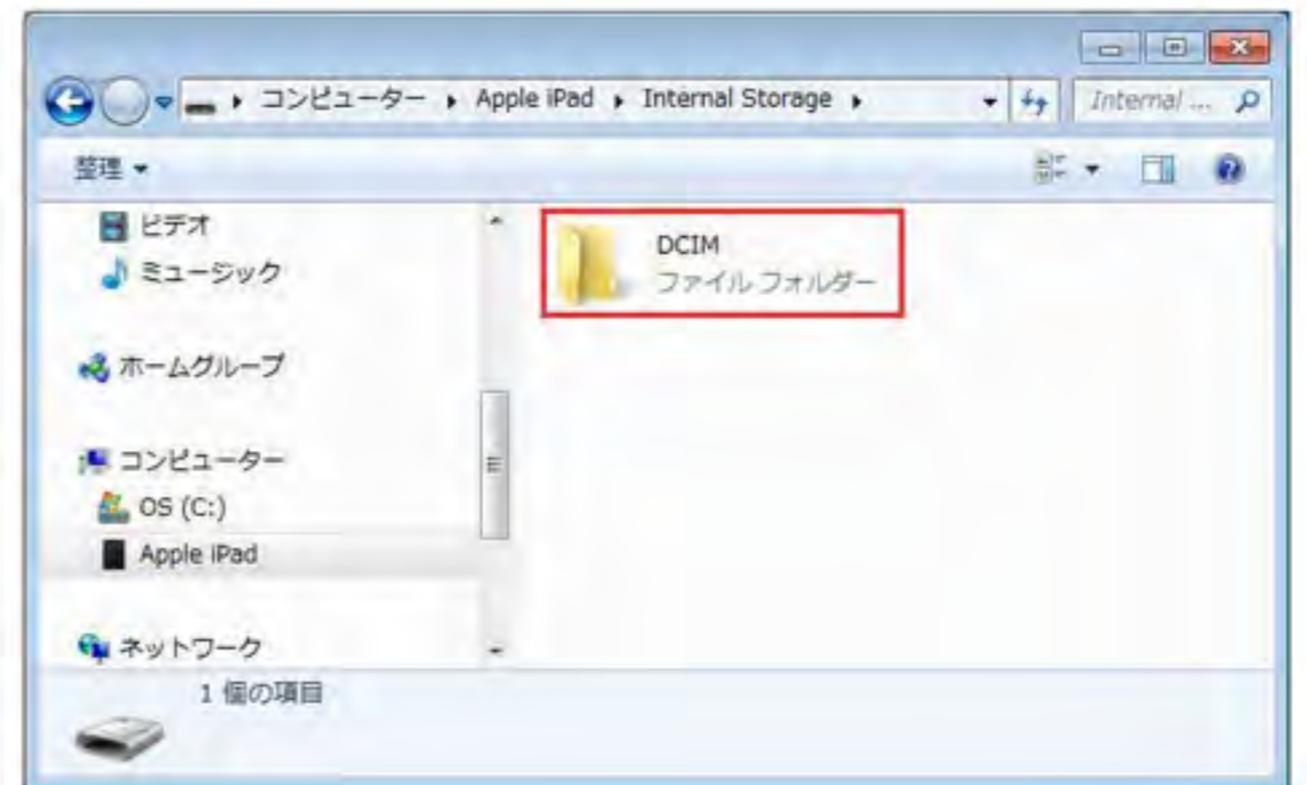 コンピューター Apple iPad Internal Storage Internal ...
整理
ビデオ
ミュージック
ホームグループ
コンピューター
OS (C:)
Apple iPad
ネットワーク
DCIM
ファイル フォルダー
1 個の項目